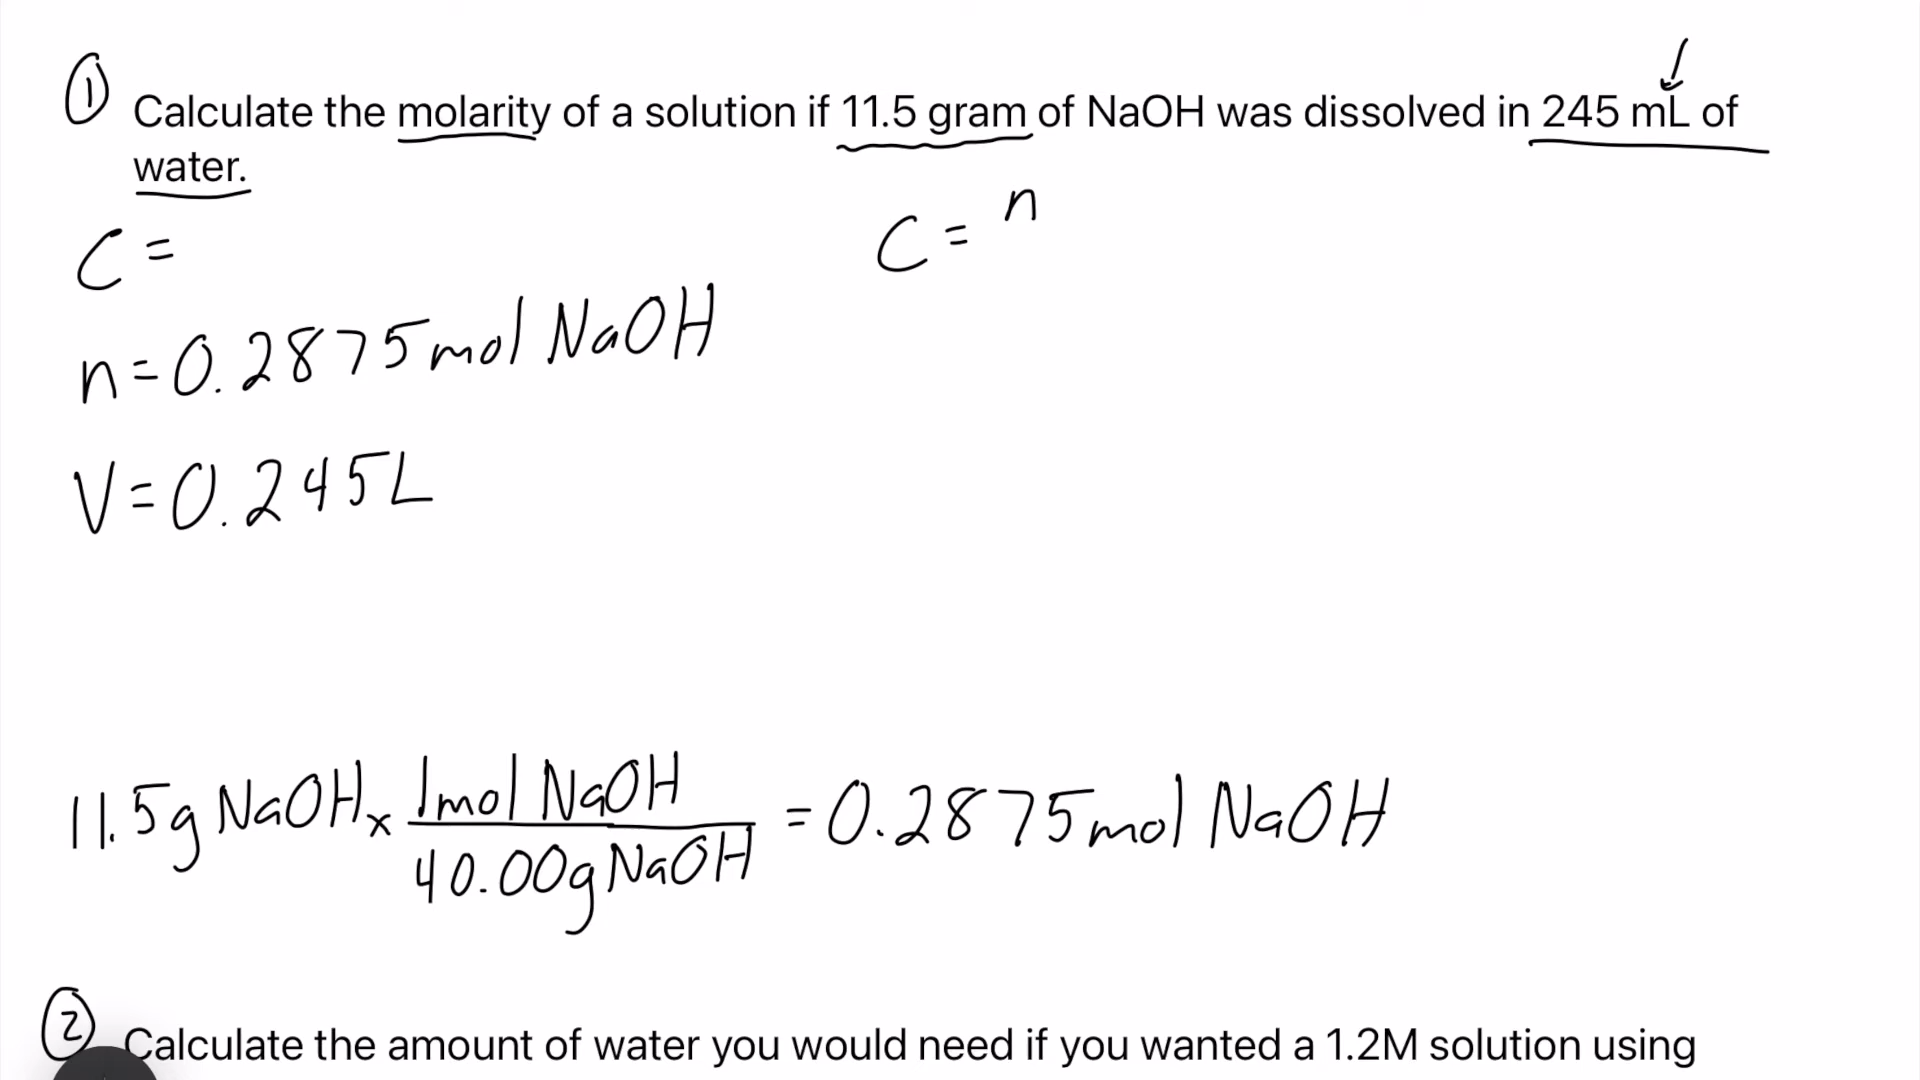 ① Calculate the molarity of a solution if 11.5 gram of NaOH was dissolved in 245 mL of
water.
C =
C = n
n = 0.2875 mol NaOH
V = 0.245L
11.5g NaOH x 1mol NaOH / 40.00g NaOH = 0.2875 mol NaOH
② Calculate the amount of water you would need if you wanted a 1.2M solution using